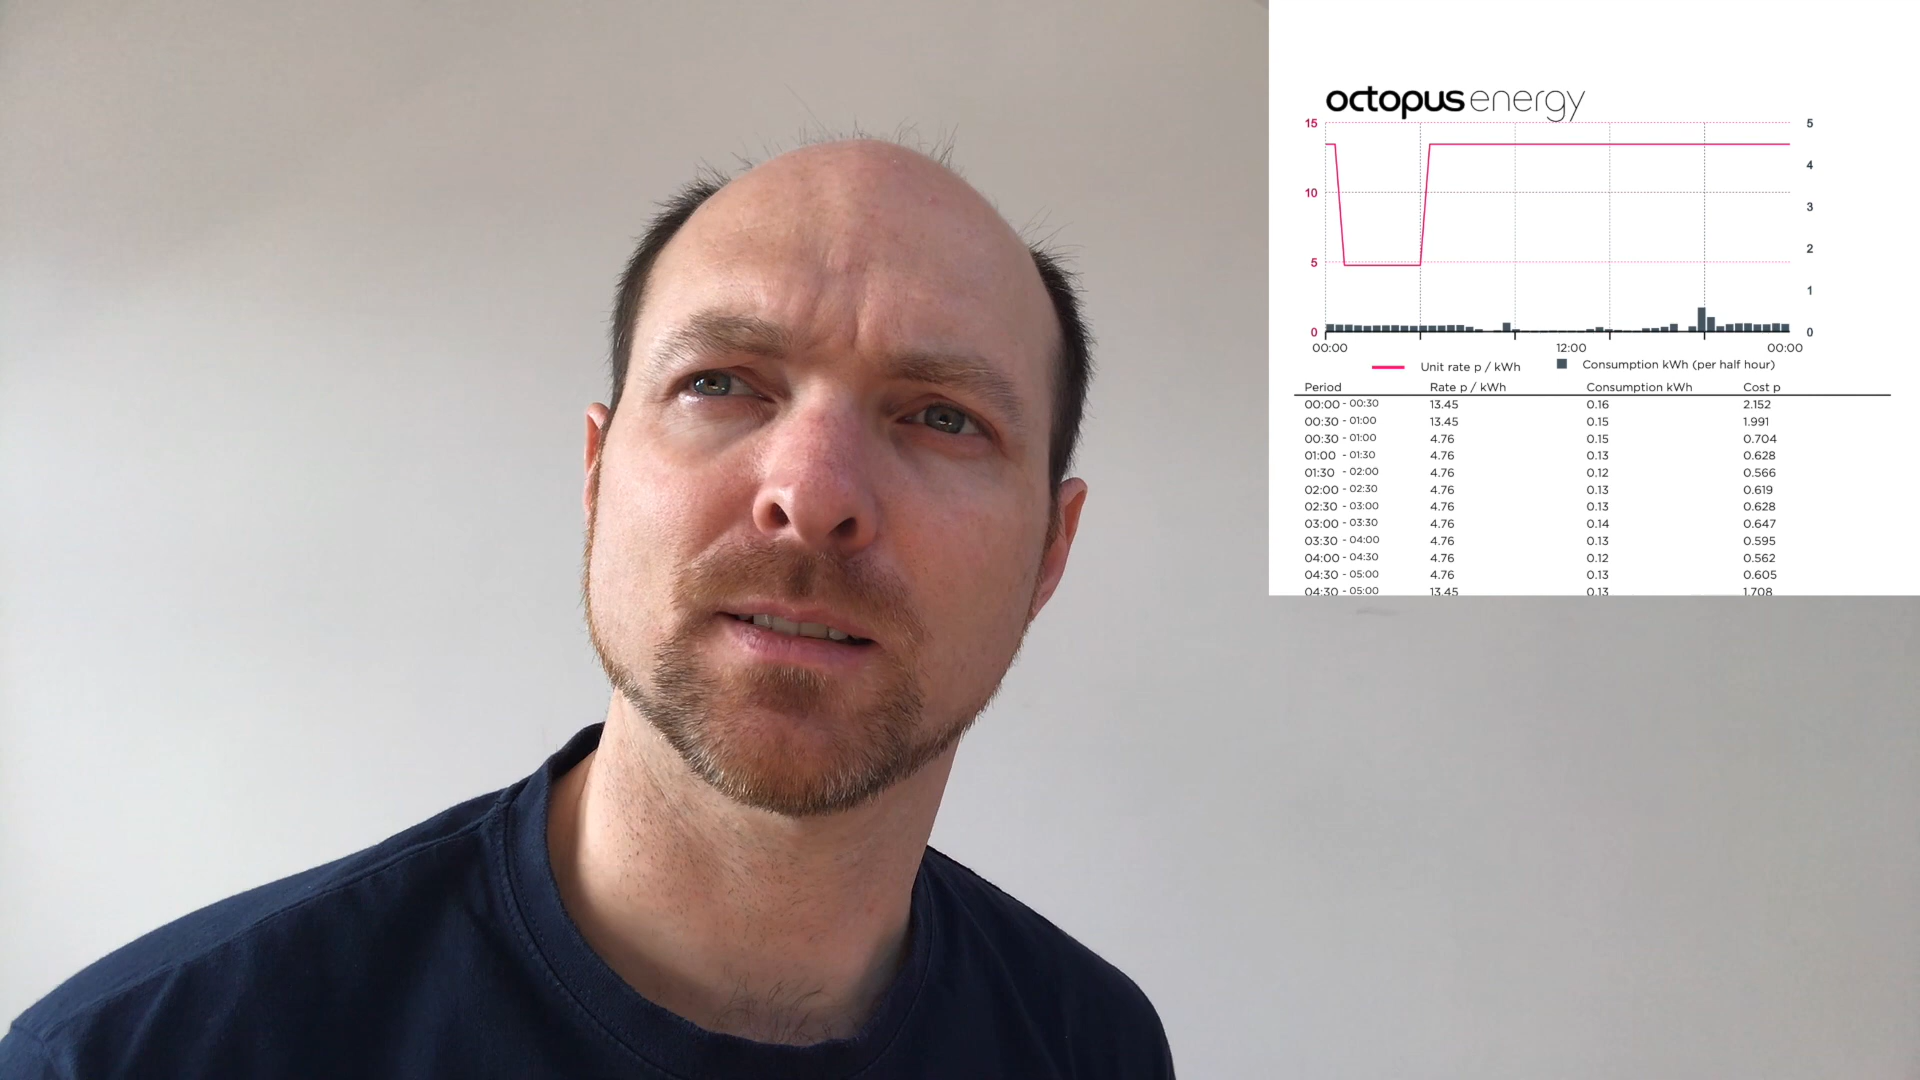 octopus energy
15 5
4
10 3
2
5
1
0 0
00:00 12:00 00:00
Unit rate p / kWh Consumption kWh (per half hour)
Period Rate p / kWh Consumption kWh Cost p
00:00 - 00:30 13.45 0.16 2.152
00:30 - 01:00 13.45 0.15 1.991
00:30 - 01:00 4.76 0.15 0.704
01:00 - 01:30 4.76 0.13 0.628
01:30 - 02:00 4.76 0.12 0.566
02:00 - 02:30 4.76 0.13 0.619
02:30 - 03:00 4.76 0.13 0.628
03:00 - 03:30 4.76 0.14 0.647
03:30 - 04:00 4.76 0.13 0.595
04:00 - 04:30 4.76 0.12 0.562
04:30 - 05:00 4.76 0.13 0.605
04:30 - 05:00 13.45 0.13 1.708